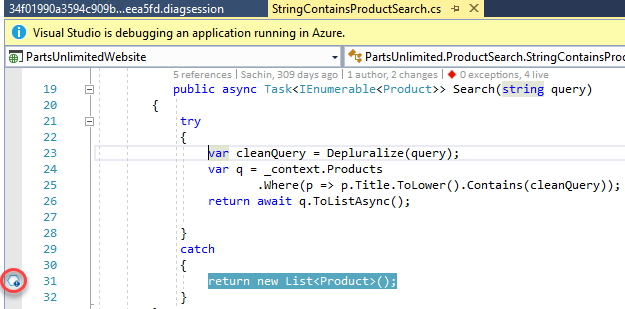 34f01990a3594c909b...eea5fd.diagsession StringContainsProductSearch.cs
Visual Studio is debugging an application running in Azure.
PartsUnlimitedWebsite PartsUnlimited.ProductSearch.StringContainsProd
5 references | Sachin, 309 days ago | 1 author, 2 changes | 0 exceptions, 4 live
19 public async Task<IEnumerable<Product>> Search(string query)
20 {
21 try
22 {
23 var cleanQuery = Depluralize(query);
24 var q = _context.Products
25 .Where(p => p.Title.ToLower().Contains(cleanQuery));
26 return await q.ToListAsync();
27
28 }
29 catch
30 {
31 return new List<Product>();
32 }